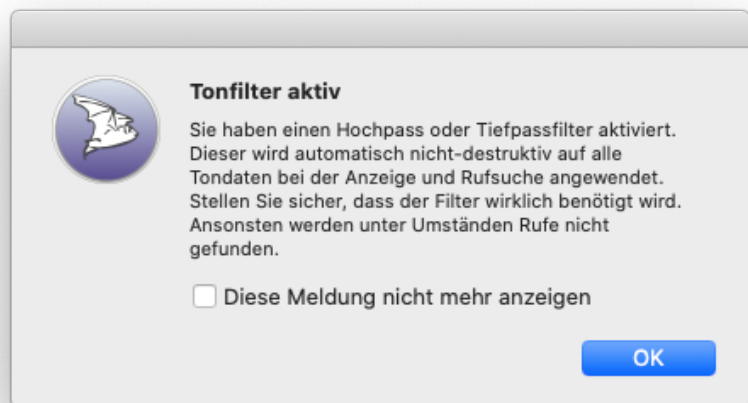 Tonfilter aktiv
Sie haben einen Hochpass oder Tiefpassfilter aktiviert.
Dieser wird automatisch nicht-destruktiv auf alle
Tondaten bei der Anzeige und Rufsuche angewendet.
Stellen Sie sicher, dass der Filter wirklich benötigt wird.
Ansonsten werden unter Umständen Rufe nicht
gefunden.
Diese Meldung nicht mehr anzeigen
OK